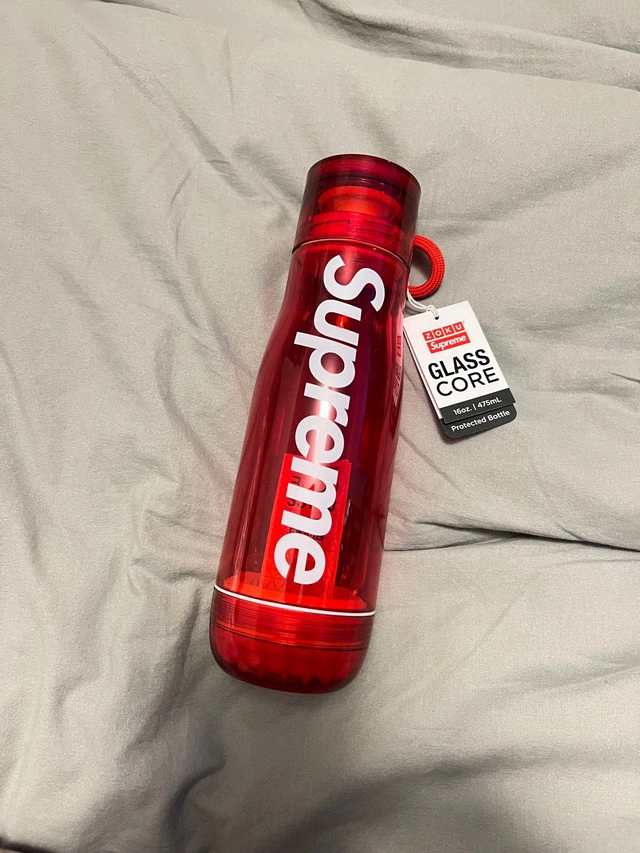 Supreme
ZOKU
Supreme
GLASS
CORE
16oz. | 475mL
Protected Bottle